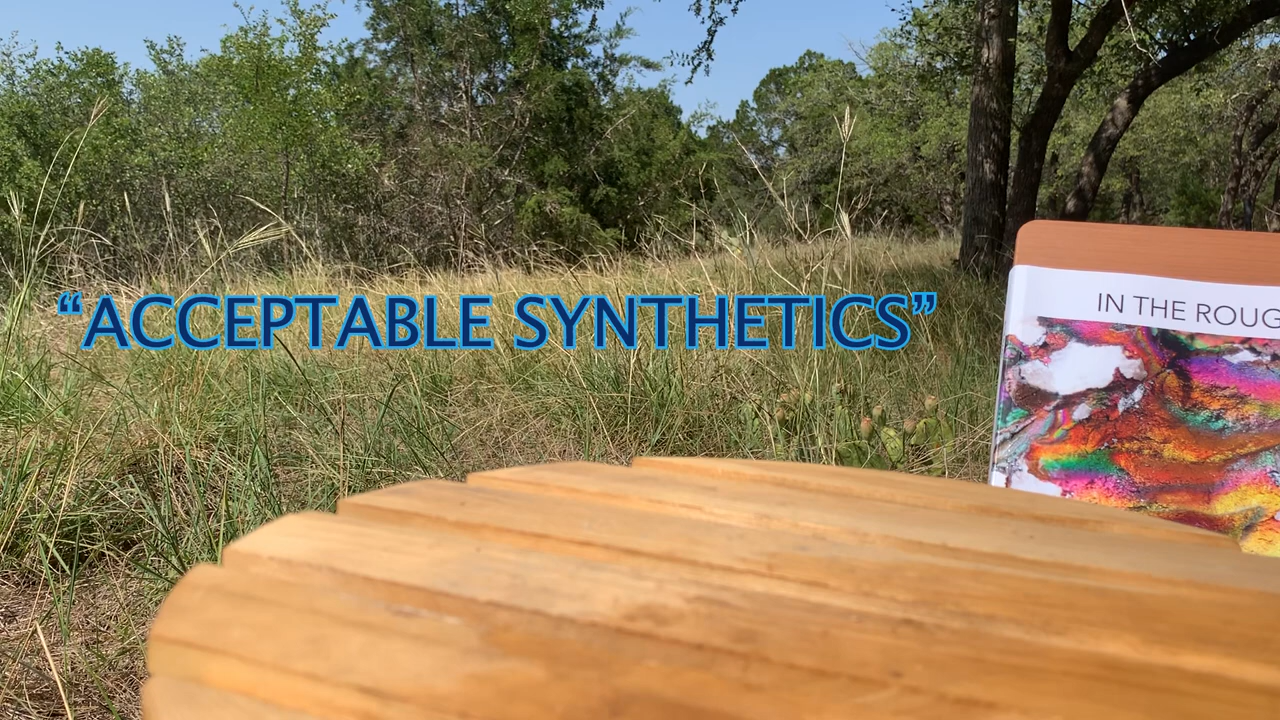 “ACCEPTABLE SYNTHETICS”
IN THE ROUG